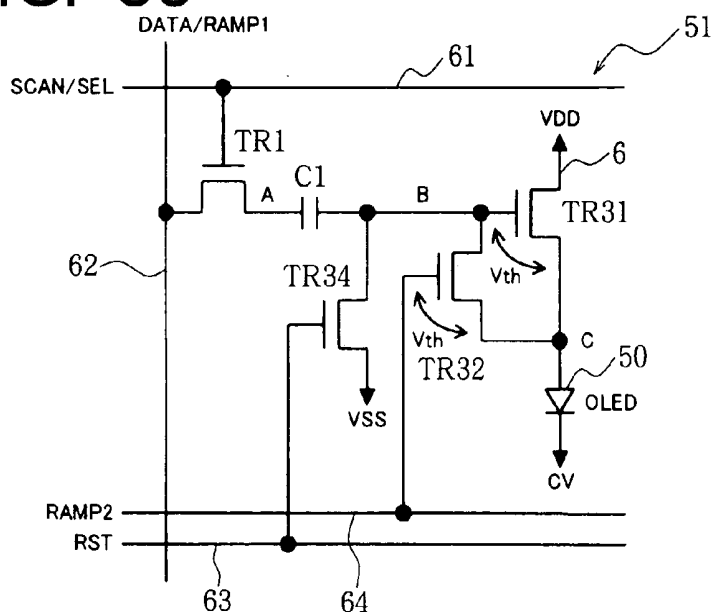 DATA/RAMP1
51
61
SCAN/SEL
VDD
TR1
6
A
C1
B
TR31
62
TR34
Vth
Vth
C
TR32
50
OLED
VSS
CV
RAMP2
RST
63
64